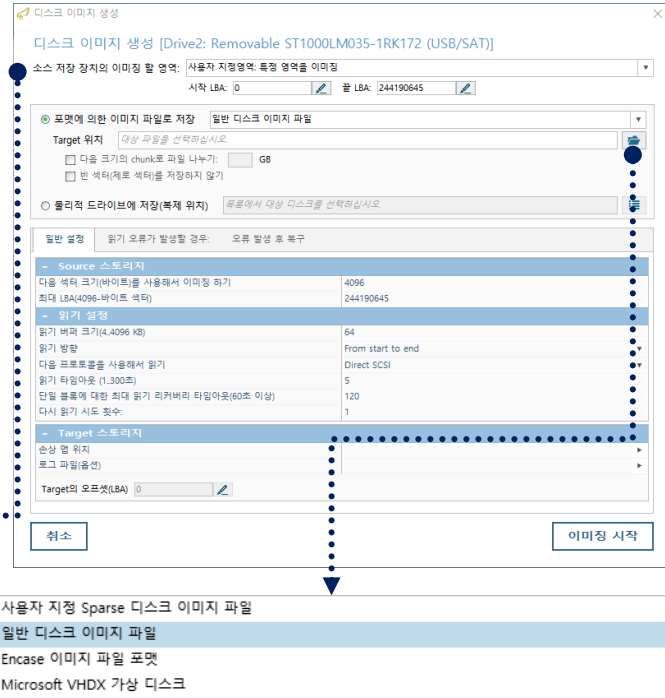 디스크 이미지 생성
디스크 이미지 생성 [Drive2: Removable ST1000LM035-1RK172 (USB/SAT)]
소스 저장 장치의 이미징 할 영역: 사용자 지정영역: 특정 영역을 이미징
시작 LBA: 0 끝 LBA: 244190645
포맷에 의한 이미지 파일로 저장 일반 디스크 이미지 파일
Target 위치 대상 파일을 선택하십시오.
다음 크기의 chunk로 파일 나누기: GB
빈 섹터(제로 섹터)를 저장하지 않기
물리적 드라이브에 저장(복제 위치) 목록에서 대상 디스크를 선택하십시오.
일반 설정 읽기 오류가 발생할 경우: 오류 발생 후 복구
− Source 스토리지
다음 섹터 크기(바이트)를 사용해서 이미징 하기 4096
최대 LBA(4096-바이트 섹터) 244190645
− 읽기 설정
읽기 버퍼 크기(4..4096 KB) 64
읽기 방향 From start to end
다음 프로토콜을 사용해서 읽기 Direct SCSI
읽기 타임아웃 (1..300초) 5
단일 블록에 대한 최대 읽기 리커버리 타임아웃(60초 이상) 120
다시 읽기 시도 횟수: 1
− Target 스토리지
손상 맵 위치
로그 파일(옵션)
Target의 오프셋(LBA) 0
취소 이미징 시작
사용자 지정 Sparse 디스크 이미지 파일
일반 디스크 이미지 파일
Encase 이미지 파일 포맷
Microsoft VHDX 가상 디스크